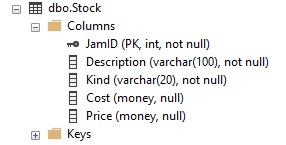 dbo.Stock
Columns
JamID (PK, int, not null)
Description (varchar(100), not null)
Kind (varchar(20), not null)
Cost (money, null)
Price (money, null)
Keys